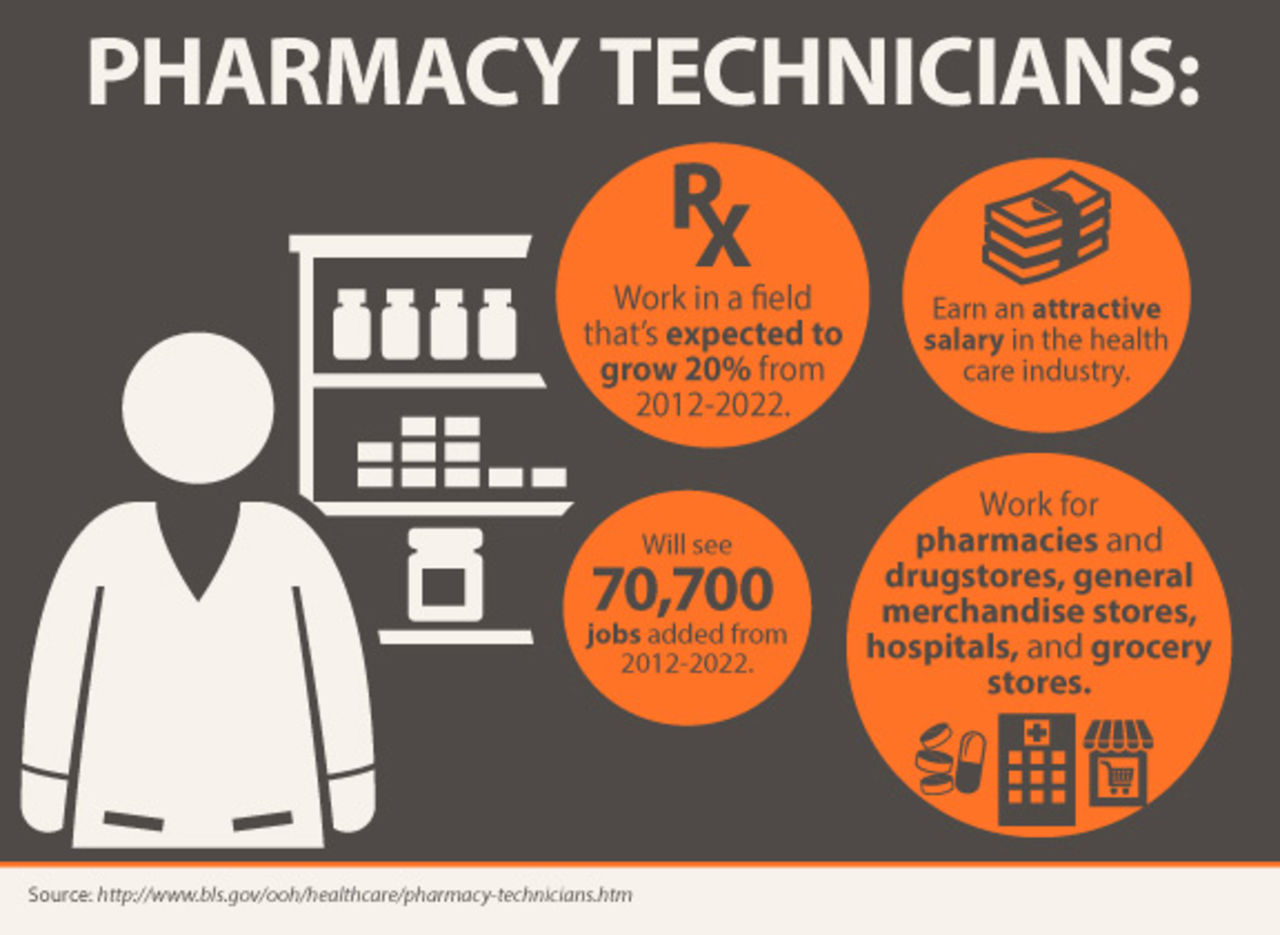 PHARMACY TECHNICIANS:
Rx
Work in a field
that's expected to
grow 20% from
2012-2022.
Earn an attractive
salary in the health
care industry.
Will see
70,700
jobs added from
2012-2022.
Work for
pharmacies and
drugstores, general
merchandise stores,
hospitals, and grocery
stores.
Source: http://www.bls.gov/ooh/healthcare/pharmacy-technicians.htm